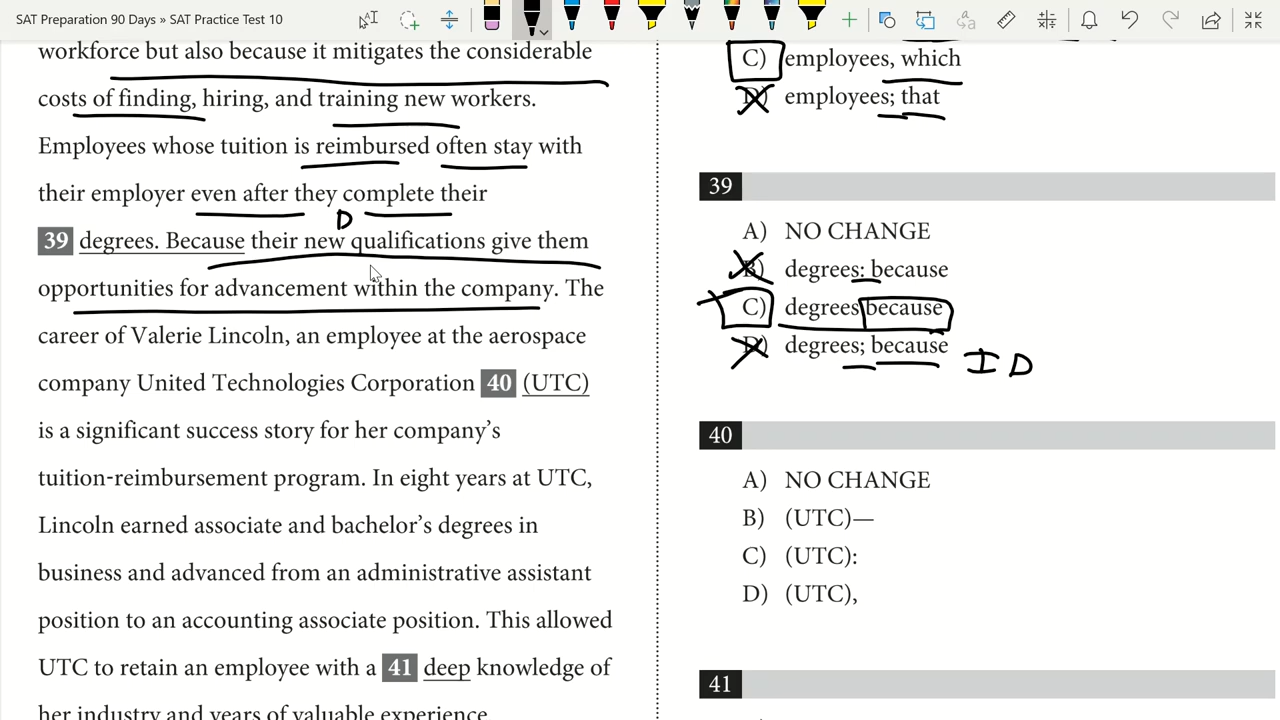 SAT Preparation 90 Days » SAT Practice Test 10
workforce but also because it mitigates the considerable
costs of finding, hiring, and training new workers.
Employees whose tuition is reimbursed often stay with
their employer even after they complete their
D
39 degrees. Because their new qualifications give them
opportunities for advancement within the company. The
career of Valerie Lincoln, an employee at the aerospace
company United Technologies Corporation 40 (UTC)
is a significant success story for her company’s
tuition-reimbursement program. In eight years at UTC,
Lincoln earned associate and bachelor’s degrees in
business and advanced from an administrative assistant
position to an accounting associate position. This allowed
UTC to retain an employee with a 41 deep knowledge of
her industry and years of valuable experience.
C) employees, which
D) employees; that
39
A) NO CHANGE
B) degrees: because
C) degrees because
D) degrees; because I D
40
A) NO CHANGE
B) (UTC)—
C) (UTC):
D) (UTC),
41